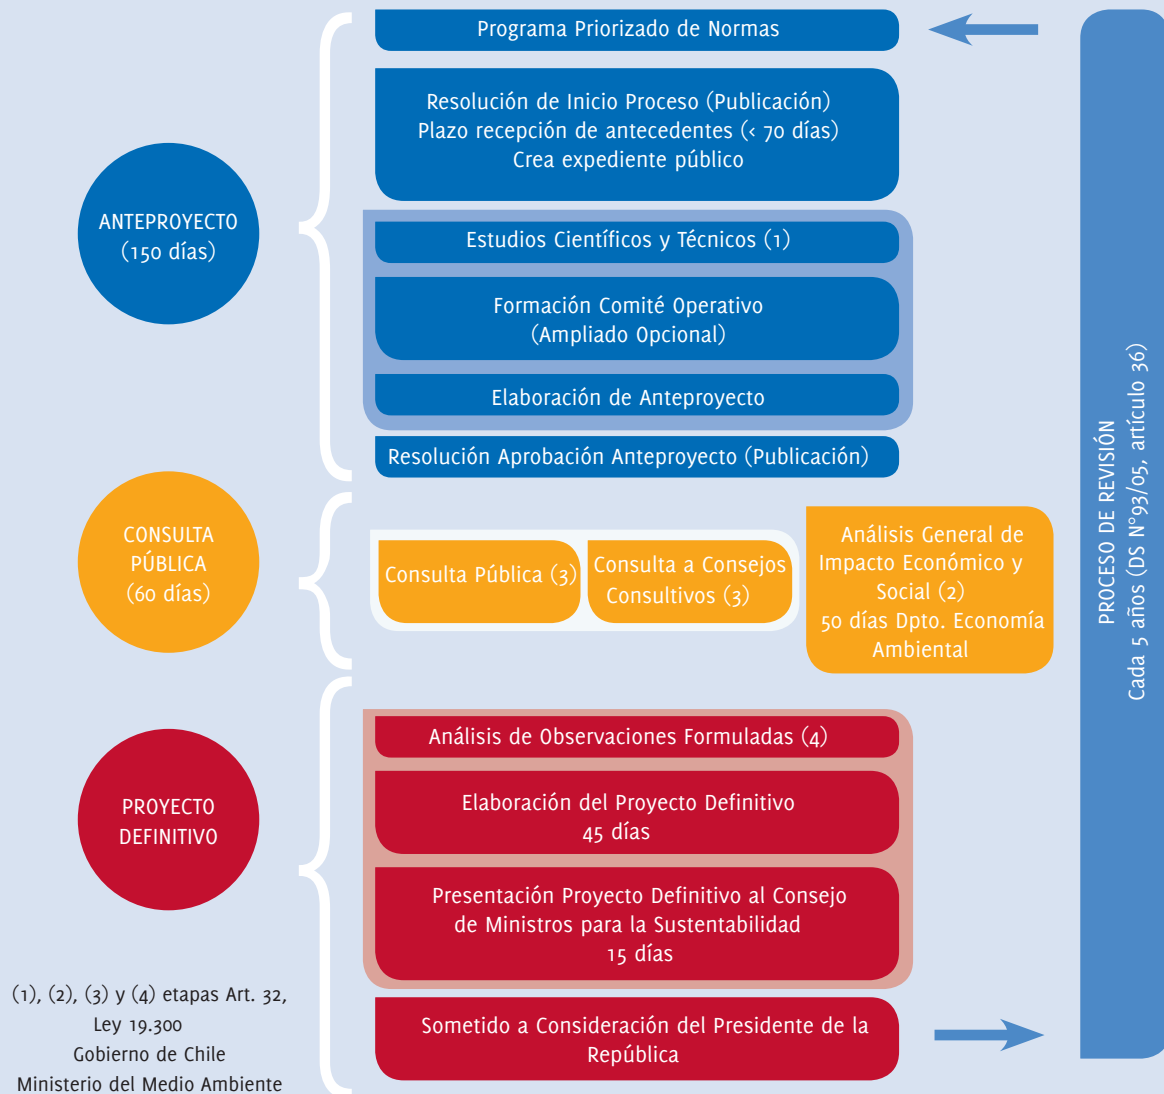 Programa Priorizado de Normas
Resolución de Inicio Proceso (Publicación)
Plazo recepción de antecedentes (< 70 días)
Crea expediente público
ANTEPROYECTO
(150 días)
Estudios Científicos y Técnicos (1)
Formación Comité Operativo
(Ampliado Opcional)
Elaboración de Anteproyecto
Resolución Aprobación Anteproyecto (Publicación)
CONSULTA
PÚBLICA
(60 días)
Consulta Pública (3)
Consulta a Consejos
Consultivos (3)
Análisis General de
Impacto Económico y
Social (2)
50 días Dpto. Economía
Ambiental
PROYECTO
DEFINITIVO
Análisis de Observaciones Formuladas (4)
Elaboración del Proyecto Definitivo
45 días
Presentación Proyecto Definitivo al Consejo
de Ministros para la Sustentabilidad
15 días
Sometido a Consideración del Presidente de la
República
PROCESO DE REVISIÓN
Cada 5 años (DS N°93/05, artículo 36)
(1), (2), (3) y (4) etapas Art. 32,
Ley 19.300
Gobierno de Chile
Ministerio del Medio Ambiente